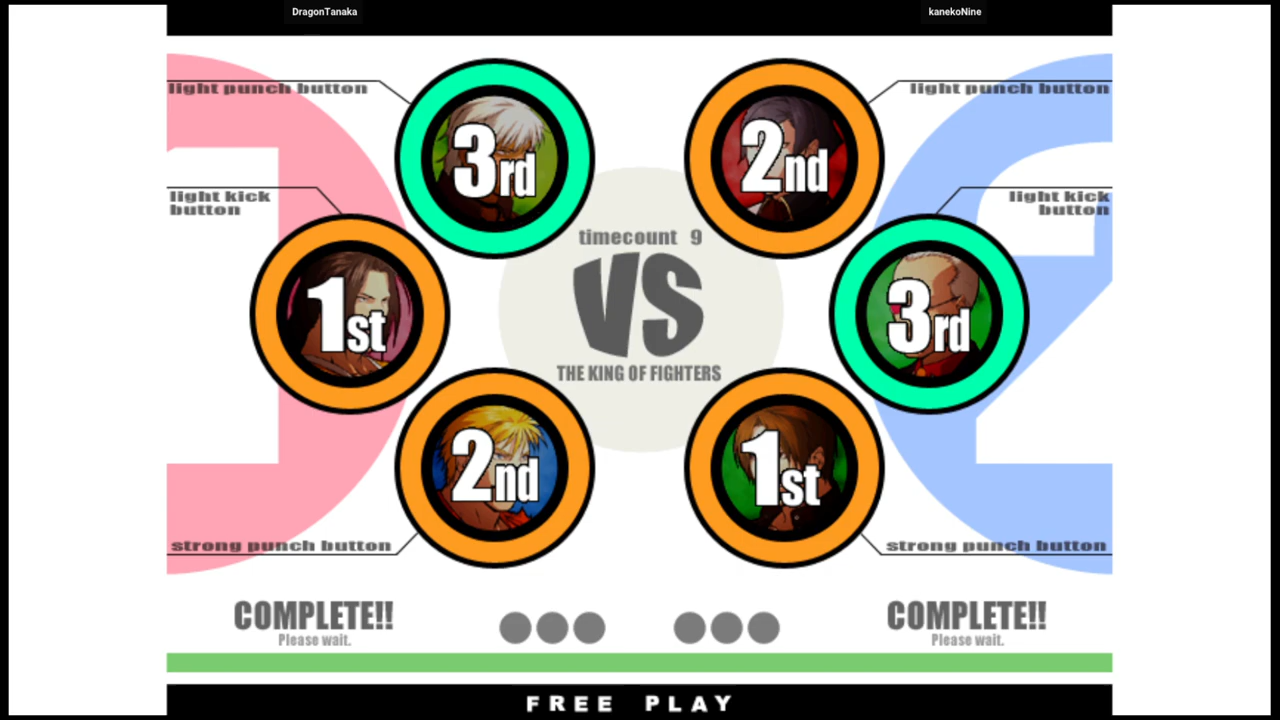 DragonTanaka
kanekoNine
light punch button
light punch button
3rd
2nd
light kick
button
light kick
button
timecount 9
VS
THE KING OF FIGHTERS
1
2
1st
3rd
2nd
1st
strong punch button
strong punch button
COMPLETE!!
Please wait.
COMPLETE!!
Please wait.
FREE PLAY